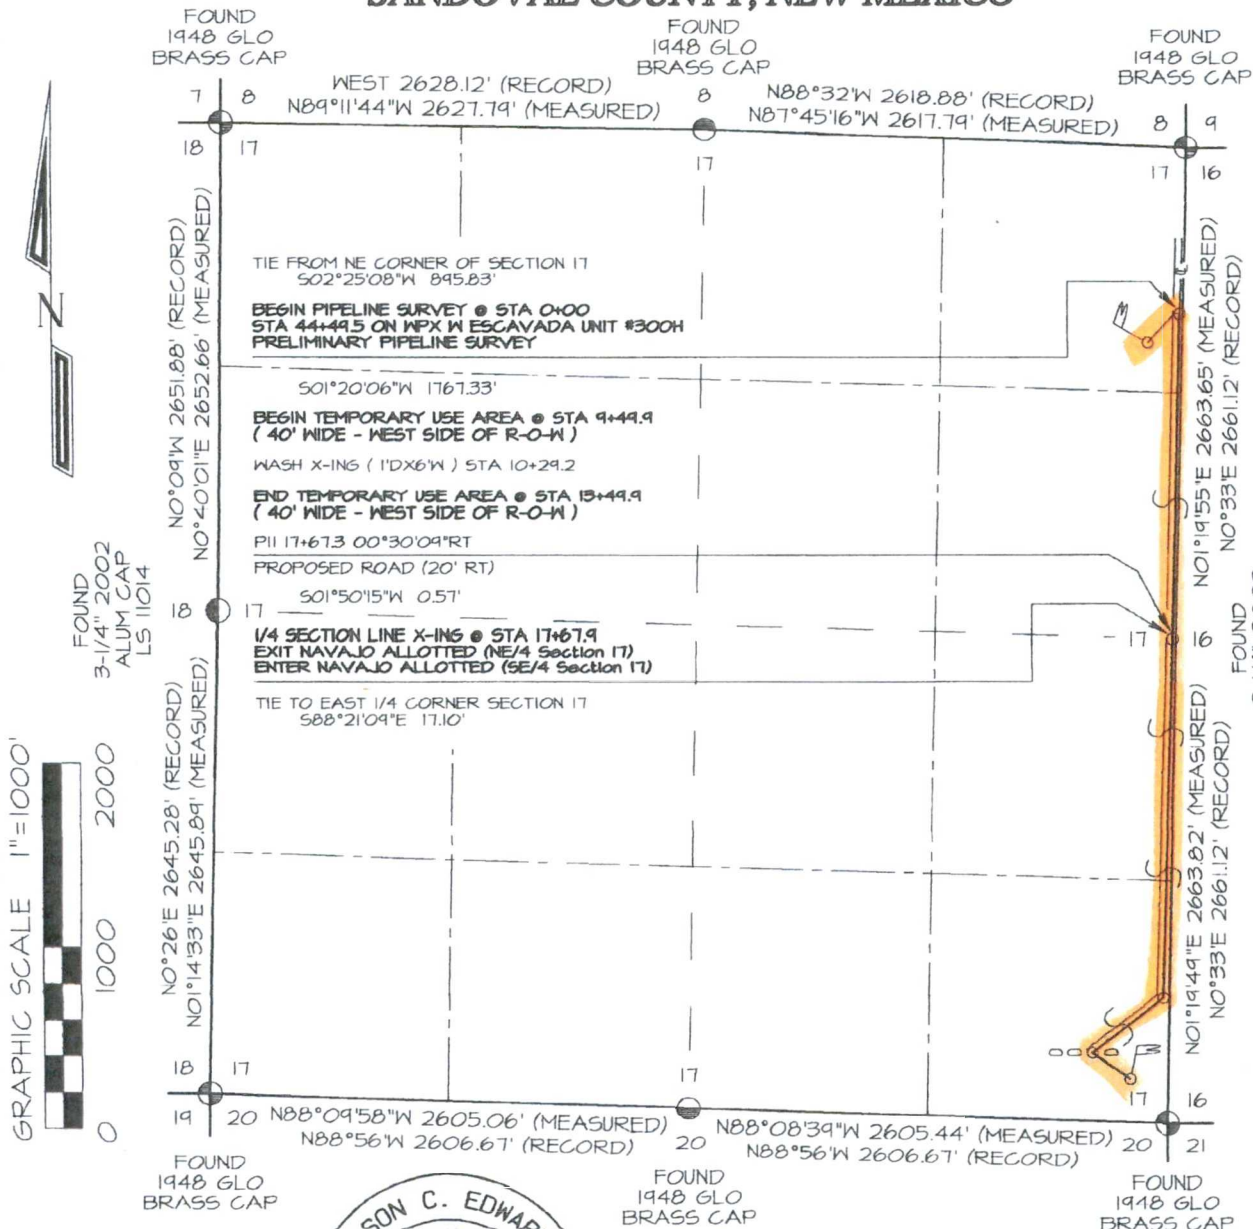 SANDOVAL COUNTY, NEW MEXICO
FOUND
1948 GLO
BRASS CAP
FOUND
1948 GLO
BRASS CAP
FOUND
1948 GLO
BRASS CAP
WEST 2628.12' (RECORD)
N89°11'44"W 2627.79' (MEASURED)
N88°32'W 2618.88' (RECORD)
N87°45'16"W 2617.79' (MEASURED)
7 8
18 17
8
17
8 9
17 16
N
N0°09'W 2651.88' (RECORD)
N0°40'01"E 2652.66' (MEASURED)
TIE FROM NE CORNER OF SECTION 17
S02°25'08"W 895.83'
BEGIN PIPELINE SURVEY @ STA 0+00
STA 44+49.5 ON WPX W ESCAVADA UNIT #300H
PRELIMINARY PIPELINE SURVEY
S01°20'06"W 1767.33'
BEGIN TEMPORARY USE AREA @ STA 9+49.9
( 40' WIDE - WEST SIDE OF R-O-W )
WASH X-ING ( 1'DX6'W ) STA 10+29.2
END TEMPORARY USE AREA @ STA 13+49.9
( 40' WIDE - WEST SIDE OF R-O-W )
PI1 17+67.3 00°30'09"RT
PROPOSED ROAD (20' RT)
S01°50'15"W 0.57'
1/4 SECTION LINE X-ING @ STA 17+67.9
EXIT NAVAJO ALLOTTED (NE/4 Section 17)
ENTER NAVAJO ALLOTTED (SE/4 Section 17)
TIE TO EAST 1/4 CORNER SECTION 17
S88°21'09"E 17.10'
N01°19'55"E 2663.65' (MEASURED)
N0°33'E 2661.12' (RECORD)
FOUND
3-1/4" 2002
ALUM CAP
LS 11014
18 17
17 16
FOUND
N0°26'E 2645.28' (RECORD)
N01°14'33"E 2645.89' (MEASURED)
N01°19'49"E 2663.82' (MEASURED)
N0°33'E 2661.12' (RECORD)
GRAPHIC SCALE 1"=1000'
0 1000 2000
18 17
19 20
17
20
17 16
20 21
N88°09'58"W 2605.06' (MEASURED)
N88°56'W 2606.67' (RECORD)
N88°08'39"W 2605.44' (MEASURED)
N88°56'W 2606.67' (RECORD)
FOUND
1948 GLO
BRASS CAP
FOUND
1948 GLO
BRASS CAP
FOUND
1948 GLO
BRASS CAP
C.